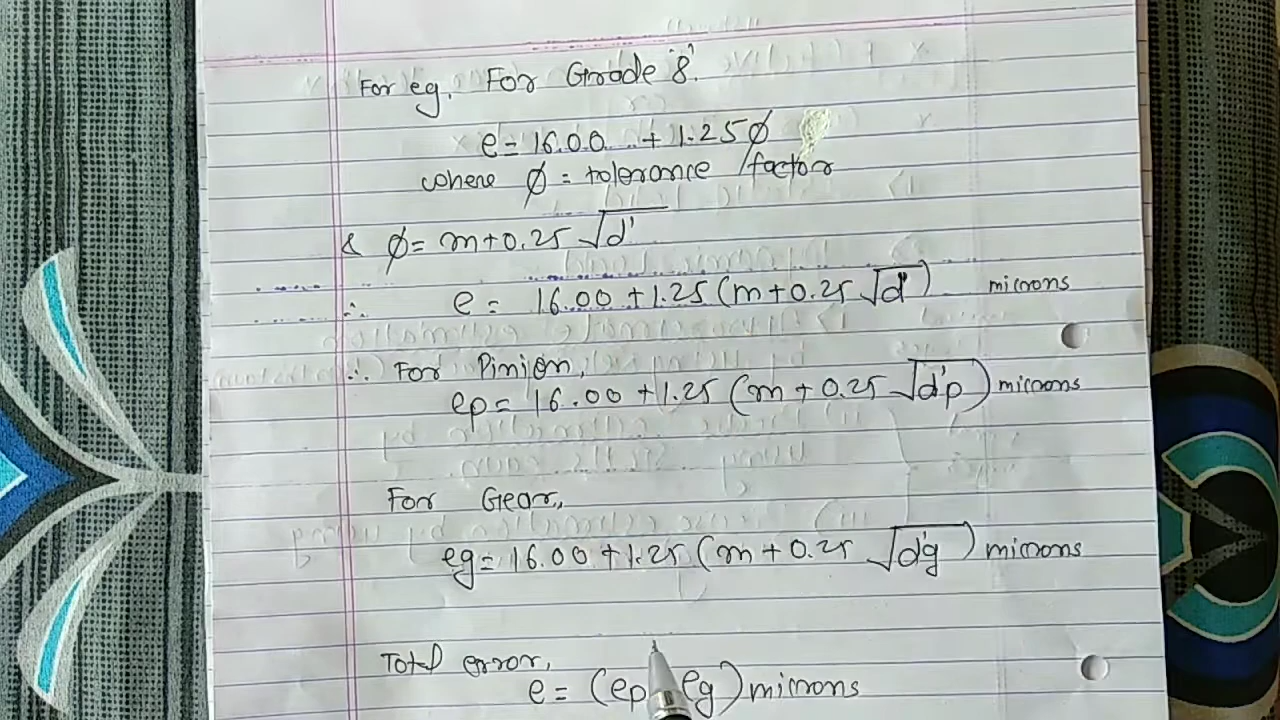 For eg. For Grade 8'.
e = 16.00 + 1.25 φ
where φ = tolerance factor
& φ = m + 0.25 √d'
∴ e = 16.00 + 1.25 (m + 0.25 √d') microns
∴ For Pinion,
ep = 16.00 + 1.25 (m + 0.25 √d'p) microns
For Gear,
eg = 16.00 + 1.25 (m + 0.25 √d'g) microns
Total error,
e = (ep eg) microns